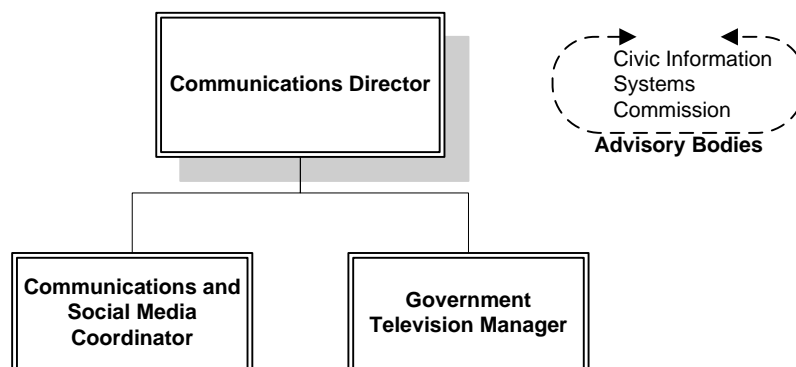 Communications Director
Civic Information
Systems
Commission
Advisory Bodies
Communications and
Social Media
Coordinator
Government
Television Manager